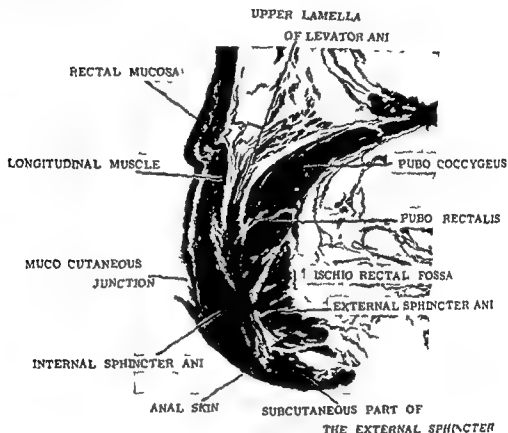 UPPER LAMELLA
OF LEVATOR ANI
RECTAL MUCOSA
LONGITUDINAL MUSCLE
PUBO COCCYGEUS
PUBO RECTALIS
MUCO CUTANEOUS
JUNCTION
ISCHIO RECTAL FOSSA
EXTERNAL SPHINCTER ANI
INTERNAL SPHINCTER ANI
ANAL SKIN
SUBCUTANEOUS PART OF
THE EXTERNAL SPHINCTER